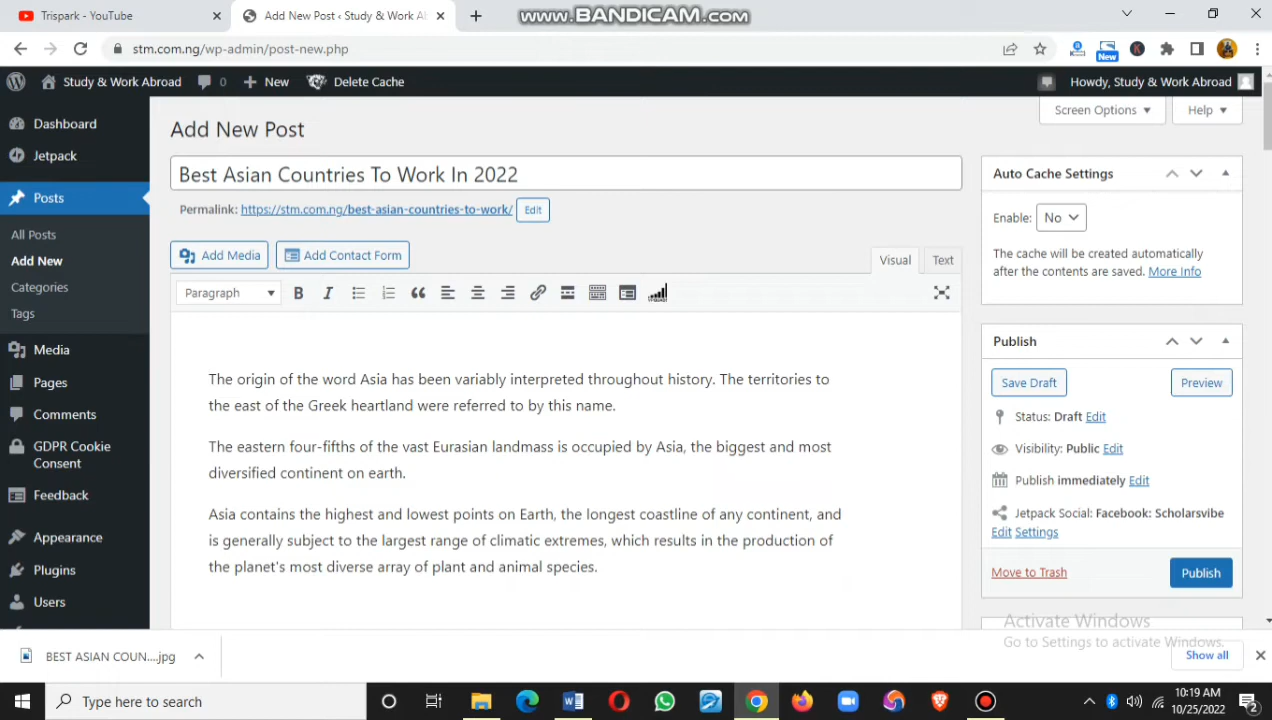 Trispark - YouTube
Add New Post ‹ Study & Work Ab
www.BANDICAM.com
stm.com.ng/wp-admin/post-new.php
New
Study & Work Abroad
0
New
Delete Cache
Howdy, Study & Work Abroad
Dashboard
Jetpack
Posts
All Posts
Add New
Categories
Tags
Media
Pages
Comments
GDPR Cookie
Consent
Feedback
Appearance
Plugins
Users
Screen Options
Help
Add New Post
Best Asian Countries To Work In 2022
Permalink: https://stm.com.ng/best-asian-countries-to-work/ Edit
Add Media
Add Contact Form
Visual
Text
Paragraph
The origin of the word Asia has been variably interpreted throughout history. The territories to
the east of the Greek heartland were referred to by this name.
The eastern four-fifths of the vast Eurasian landmass is occupied by Asia, the biggest and most
diversified continent on earth.
Asia contains the highest and lowest points on Earth, the longest coastline of any continent, and
is generally subject to the largest range of climatic extremes, which results in the production of
the planet's most diverse array of plant and animal species.
Auto Cache Settings
Enable: No
The cache will be created automatically
after the contents are saved. More Info
Publish
Save Draft
Preview
Status: Draft Edit
Visibility: Public Edit
Publish immediately Edit
Jetpack Social: Facebook: Scholarsvibe
Edit Settings
Move to Trash
Publish
Activate Windows
Go to Settings to activate Windows.
BEST ASIAN COUN....jpg
Show all
Type here to search
10:19 AM
10/25/2022
2